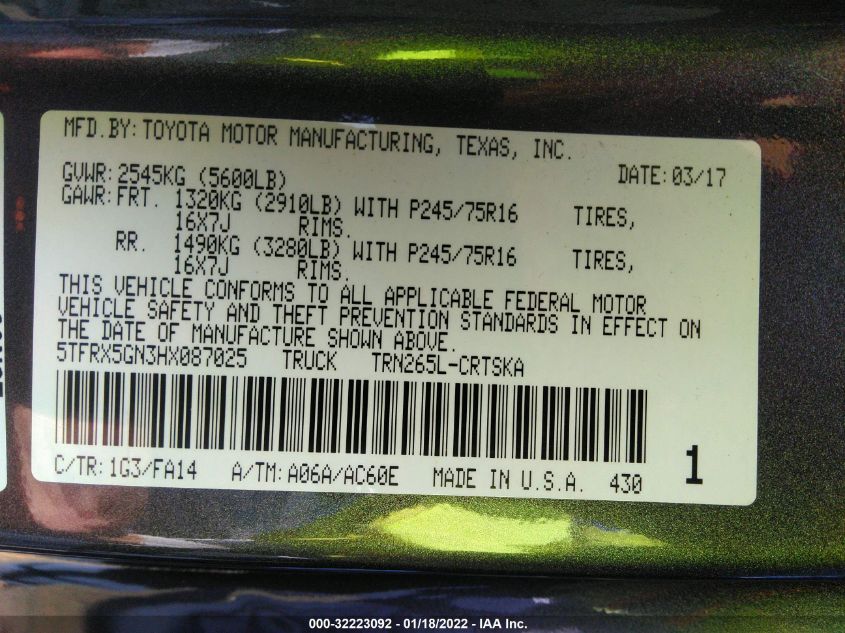 MFD.BY:TOYOTA MOTOR MANUFACTURING, TEXAS, INC.
GVWR:2545KG (5600LB) DATE:03/17
GAWR:FRT. 1320KG (2910LB) WITH P245/75R16 TIRES,
16X7J RIMS.
RR. 1490KG (3280LB) WITH P245/75R16 TIRES,
16X7J RIMS.
THIS VEHICLE CONFORMS TO ALL APPLICABLE FEDERAL MOTOR
VEHICLE SAFETY AND THEFT PREVENTION STANDARDS IN EFFECT ON
THE DATE OF MANUFACTURE SHOWN ABOVE.
5TFRX5GN3HX087025 TRUCK TRN265L-CRTSKA
C/TR:1G3/FA14 A/TM:A06A/AC60E MADE IN U.S.A. 430 1
000-32223092 - 01/18/2022 - IAA Inc.